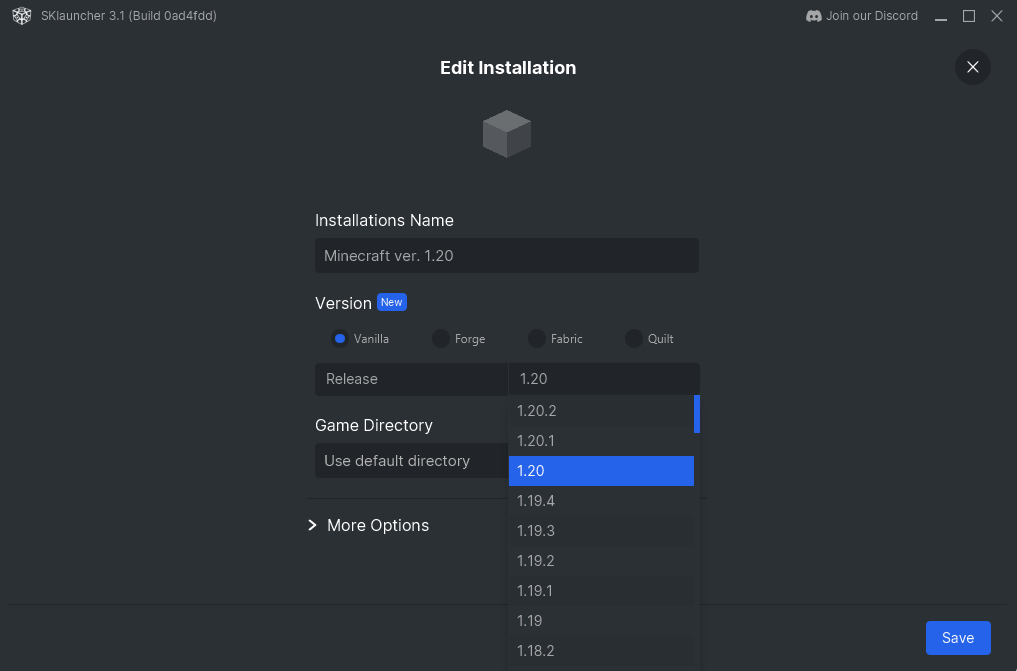 SKlauncher 3.1 (Build 0ad4fdd)
Join our Discord
Edit Installation
Installations Name
Minecraft ver. 1.20
Version New
Vanilla Forge Fabric Quilt
Release 1.20
1.20.2
Game Directory
1.20.1
Use default directory
1.20
1.19.4
More Options
1.19.3
1.19.2
1.19.1
1.19
1.18.2
Save